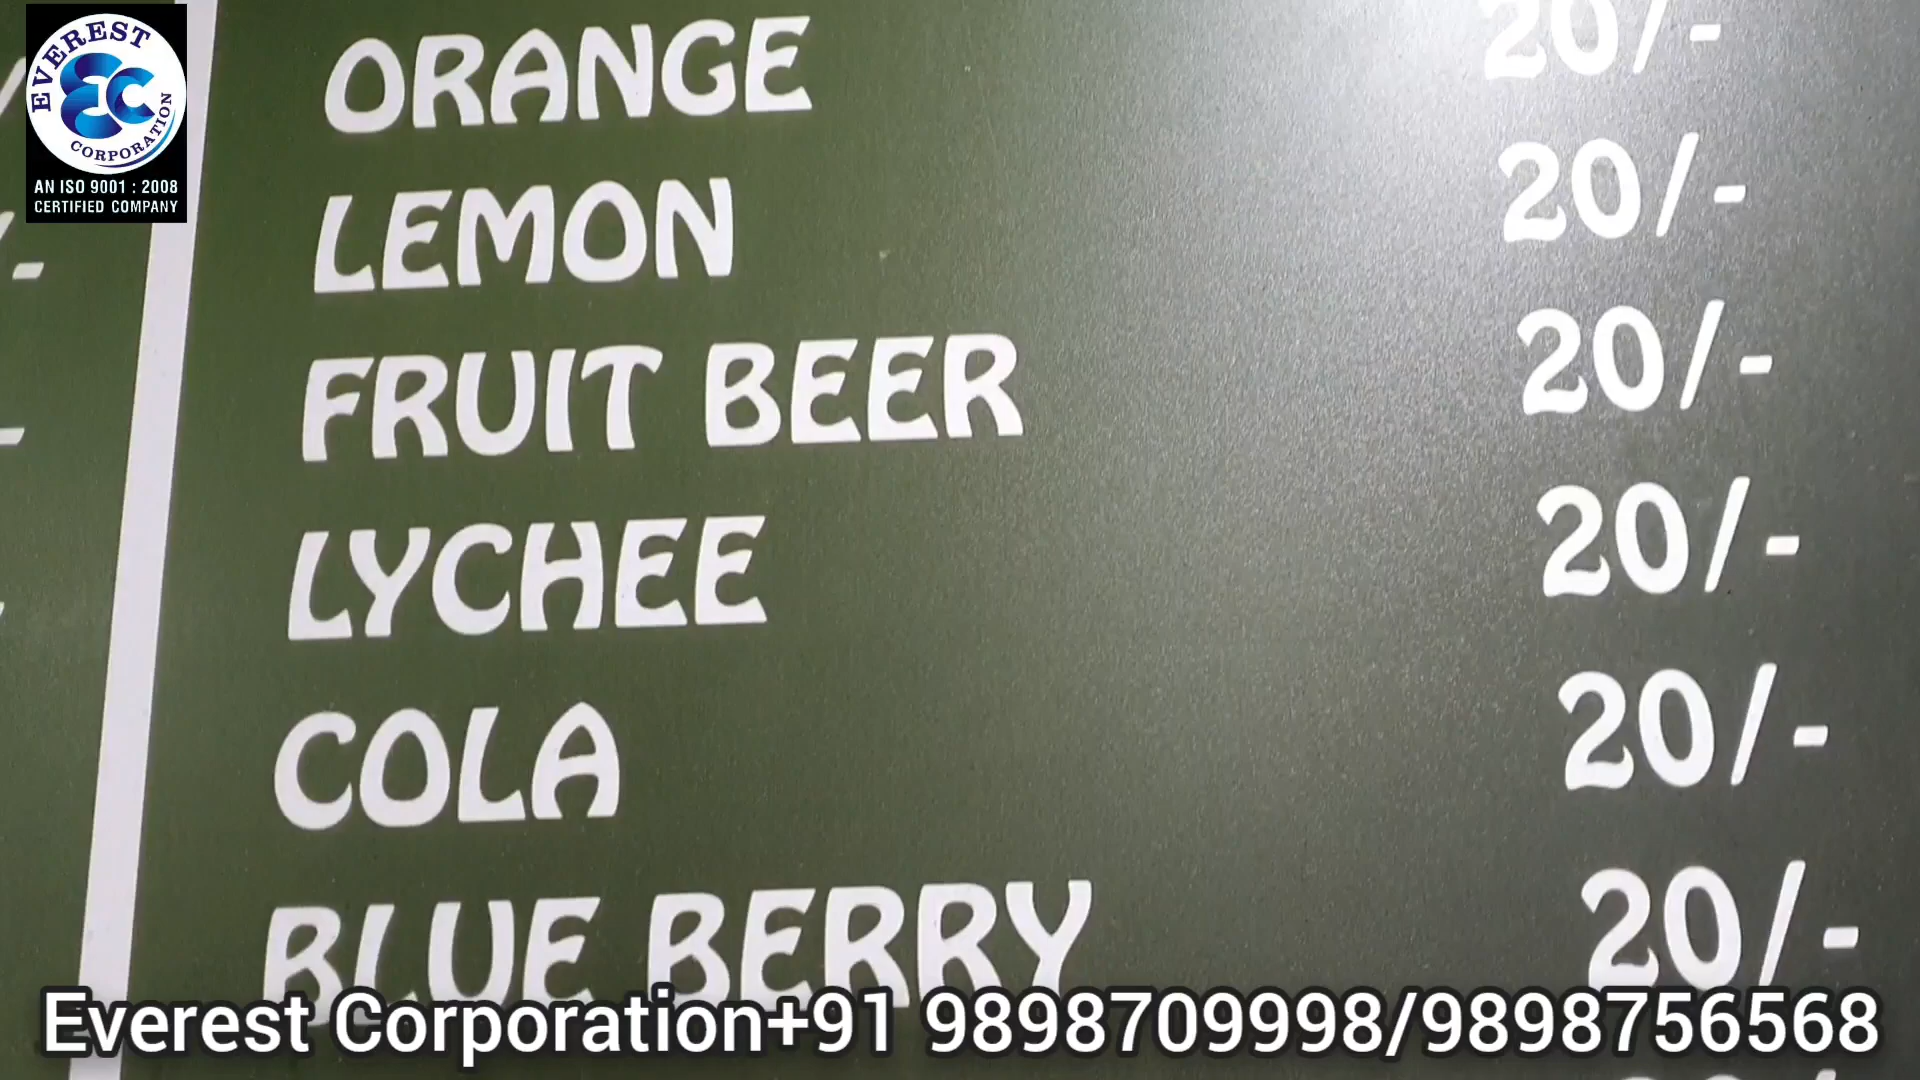 EVEREST
EC
CORPORATION
AN ISO 9001 : 2008
CERTIFIED COMPANY
ORANGE 20/-
LEMON 20/-
FRUIT BEER 20/-
LYCHEE 20/-
COLA 20/-
BLUE BERRY 20/-
Everest Corporation+91 9898709998/9898756568